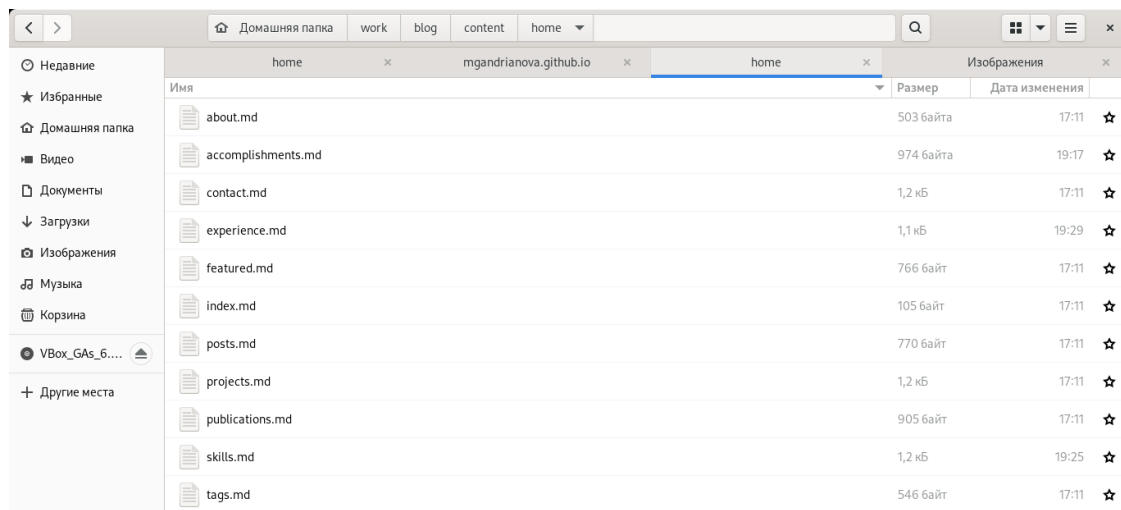 Домашняя папка work blog content home
home mgandrianova.github.io home Изображения
Недавние
Избранные
Домашняя папка
Видео
Документы
Загрузки
Изображения
Музыка
Корзина
VBox_GAs_6....
Другие места
Имя Размер Дата изменения
about.md 503 байта 17:11
accomplishments.md 974 байта 19:17
contact.md 1,2 кБ 17:11
experience.md 1,1 кБ 19:29
featured.md 766 байт 17:11
index.md 105 байт 17:11
posts.md 770 байт 17:11
projects.md 1,2 кБ 17:11
publications.md 905 байт 17:11
skills.md 1,2 кБ 19:25
tags.md 546 байт 17:11